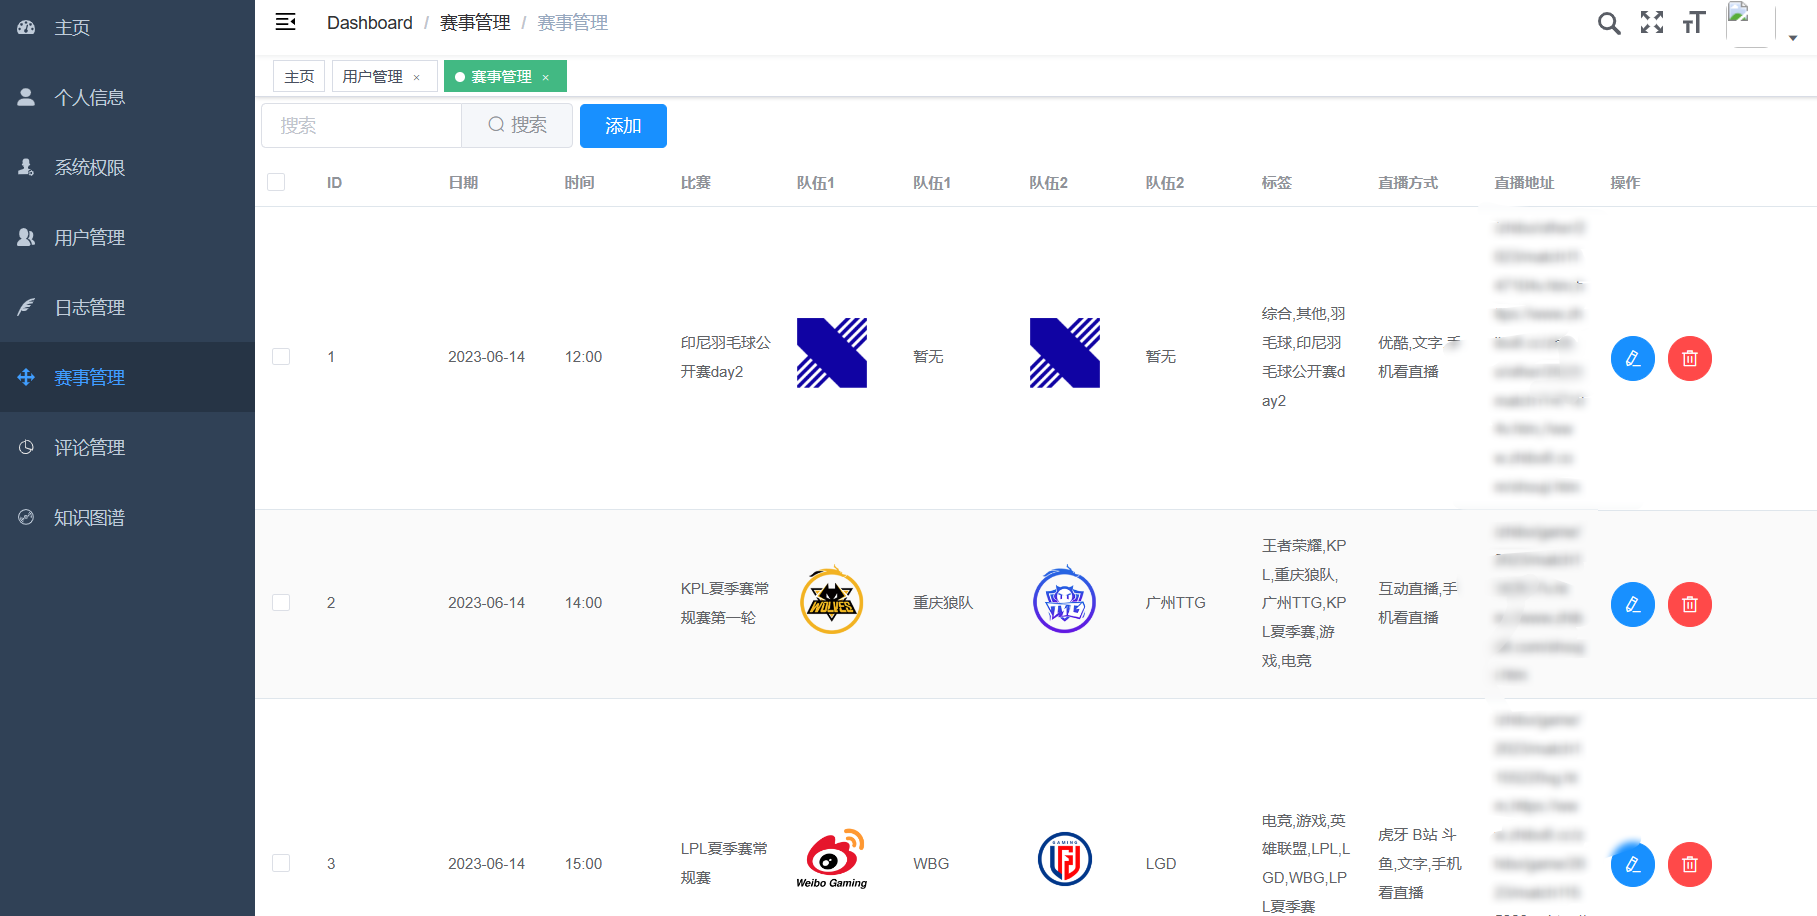 主页
个人信息
系统权限
用户管理
日志管理
赛事管理
评论管理
知识图谱
Dashboard / 赛事管理 / 赛事管理
主页 用户管理 × 赛事管理 ×
搜索 搜索 添加
ID 日期 时间 比赛 队伍1 队伍1 队伍2 队伍2 标签 直播方式 直播地址 操作
1 2023-06-14 12:00
印尼羽毛球公
开赛day2
暂无
暂无
综合,其他,羽
毛球,印尼羽
毛球公开赛d
ay2
优酷,文字 手
机看直播
2 2023-06-14 14:00
KPL夏季赛常
规赛第一轮
WOLVES
重庆狼队
TTG
广州TTG
王者荣耀,KP
L,重庆狼队,
广州TTG,KP
L夏季赛,游
戏,电竞
互动直播,手
机看直播
3 2023-06-14 15:00
LPL夏季赛常
规赛
Weibo Gaming
WBG
GAMING
LGD
电竞,游戏,英
雄联盟,LPL,L
GD,WBG,LP
L夏季赛
虎牙 B站 斗
鱼,文字,手机
看直播